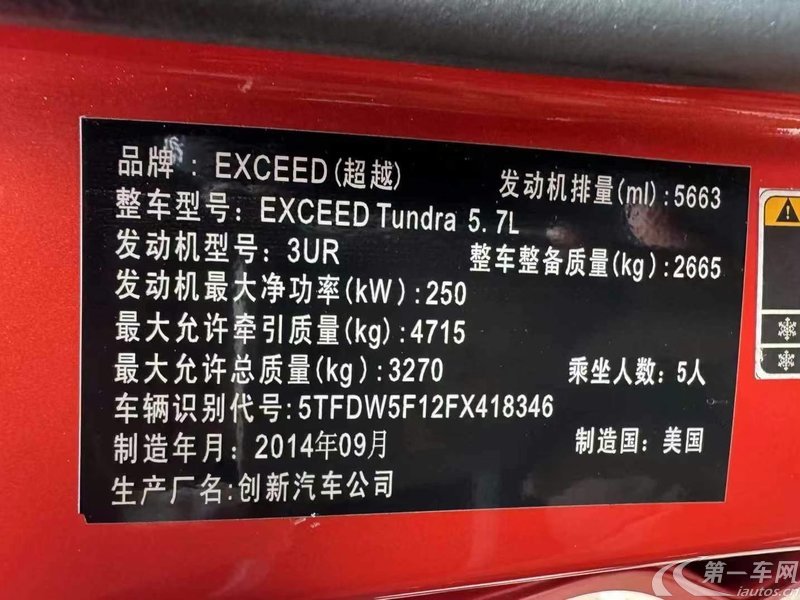 品牌：EXCEED(超越)
发动机排量(ml):5663
整车型号：EXCEED Tundra 5.7L
发动机型号：3UR
整车整备质量(kg):2665
发动机最大净功率(kW):250
最大允许牵引质量(kg):4715
最大允许总质量(kg):3270
乘坐人数：5人
车辆识别代号:5TFDW5F12FX418346
制造年月：2014年09月
制造国：美国
生产厂名:创新汽车公司
第一车网
iautos.cn